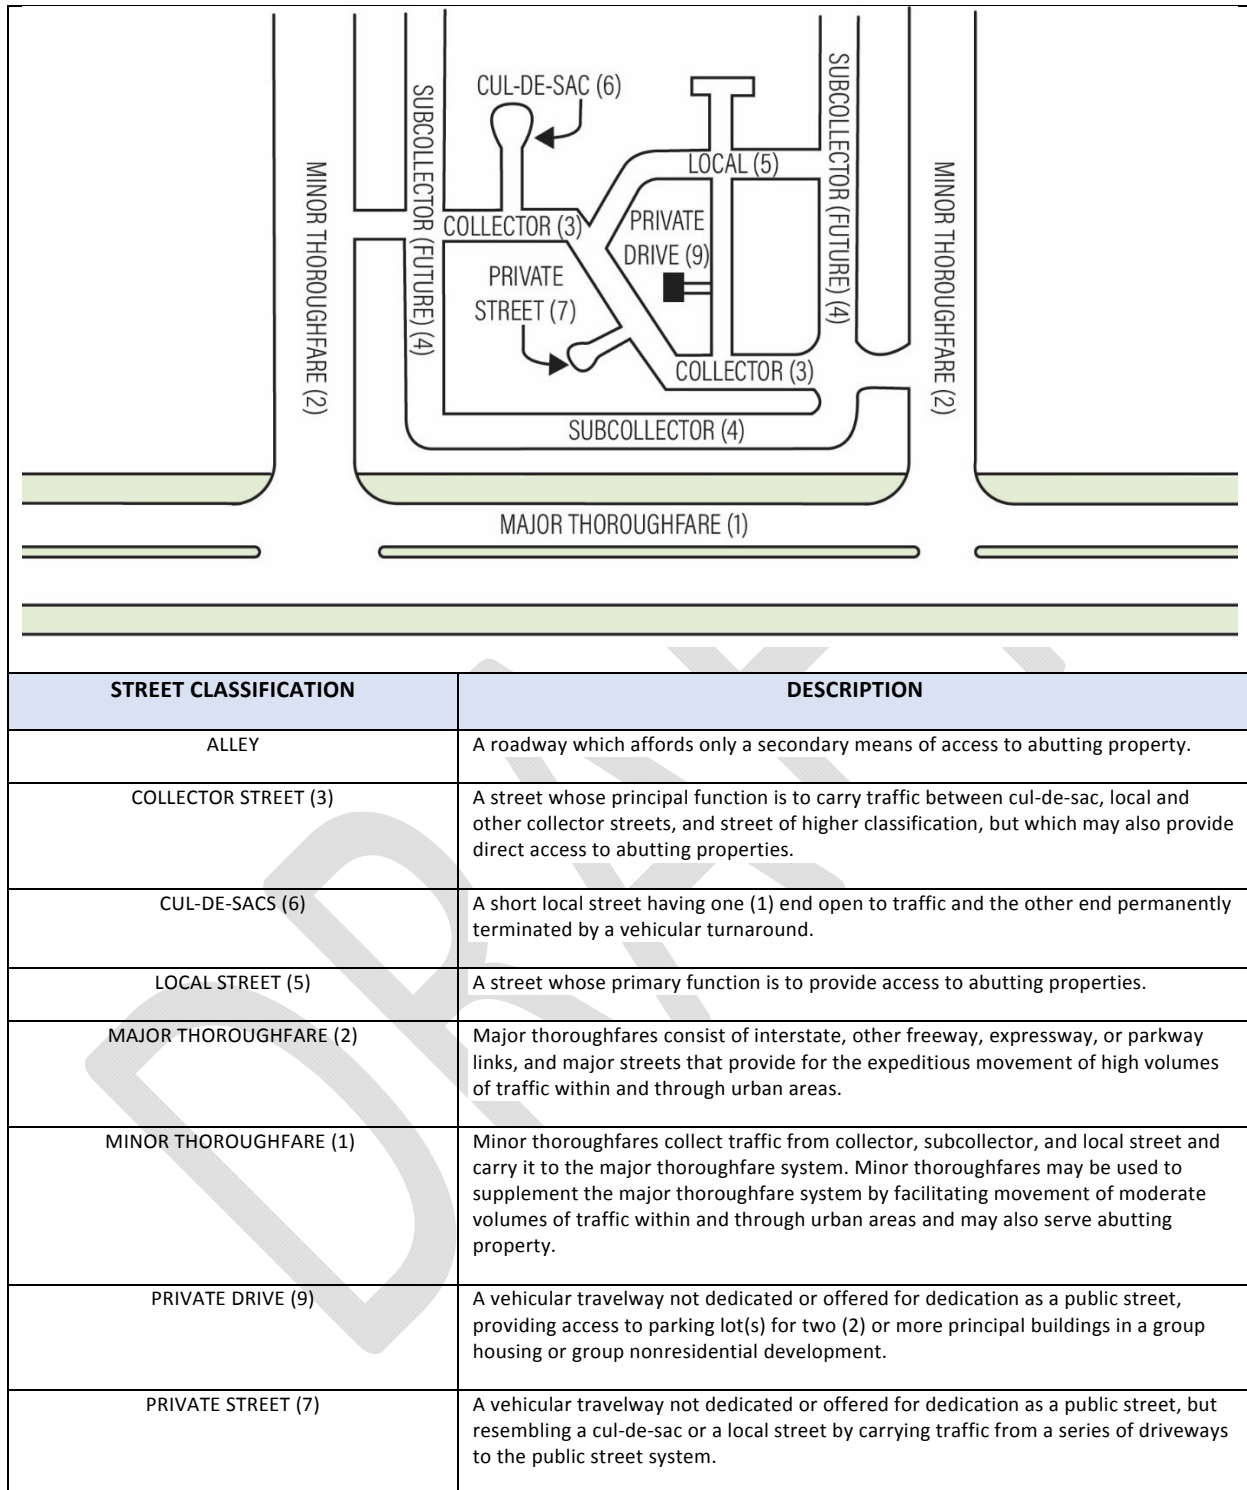 CUL-DE-SAC (6)
SUBCOLLECTOR (FUTURE) (4)
SUBCOLLECTOR (FUTURE) (4)
MINOR THOROUGHFARE (2)
LOCAL (5)
MINOR THOROUGHFARE (2)
COLLECTOR (3)
PRIVATE
DRIVE (9)
PRIVATE
STREET (7)
COLLECTOR (3)
SUBCOLLECTOR (4)
MAJOR THOROUGHFARE (1)
STREET CLASSIFICATION
DESCRIPTION
ALLEY
A roadway which affords only a secondary means of access to abutting property.
COLLECTOR STREET (3)
A street whose principal function is to carry traffic between cul-de-sac, local and
other collector streets, and street of higher classification, but which may also provide
direct access to abutting properties.
CUL-DE-SACS (6)
A short local street having one (1) end open to traffic and the other end permanently
terminated by a vehicular turnaround.
LOCAL STREET (5)
A street whose primary function is to provide access to abutting properties.
MAJOR THOROUGHFARE (2)
Major thoroughfares consist of interstate, other freeway, expressway, or parkway
links, and major streets that provide for the expeditious movement of high volumes
of traffic within and through urban areas.
MINOR THOROUGHFARE (1)
Minor thoroughfares collect traffic from collector, subcollector, and local street and
carry it to the major thoroughfare system. Minor thoroughfares may be used to
supplement the major thoroughfare system by facilitating movement of moderate
volumes of traffic within and through urban areas and may also serve abutting
property.
PRIVATE DRIVE (9)
A vehicular travelway not dedicated or offered for dedication as a public street,
providing access to parking lot(s) for two (2) or more principal buildings in a group
housing or group nonresidential development.
PRIVATE STREET (7)
A vehicular travelway not dedicated or offered for dedication as a public street, but
resembling a cul-de-sac or a local street by carrying traffic from a series of driveways
to the public street system.
DRAFT